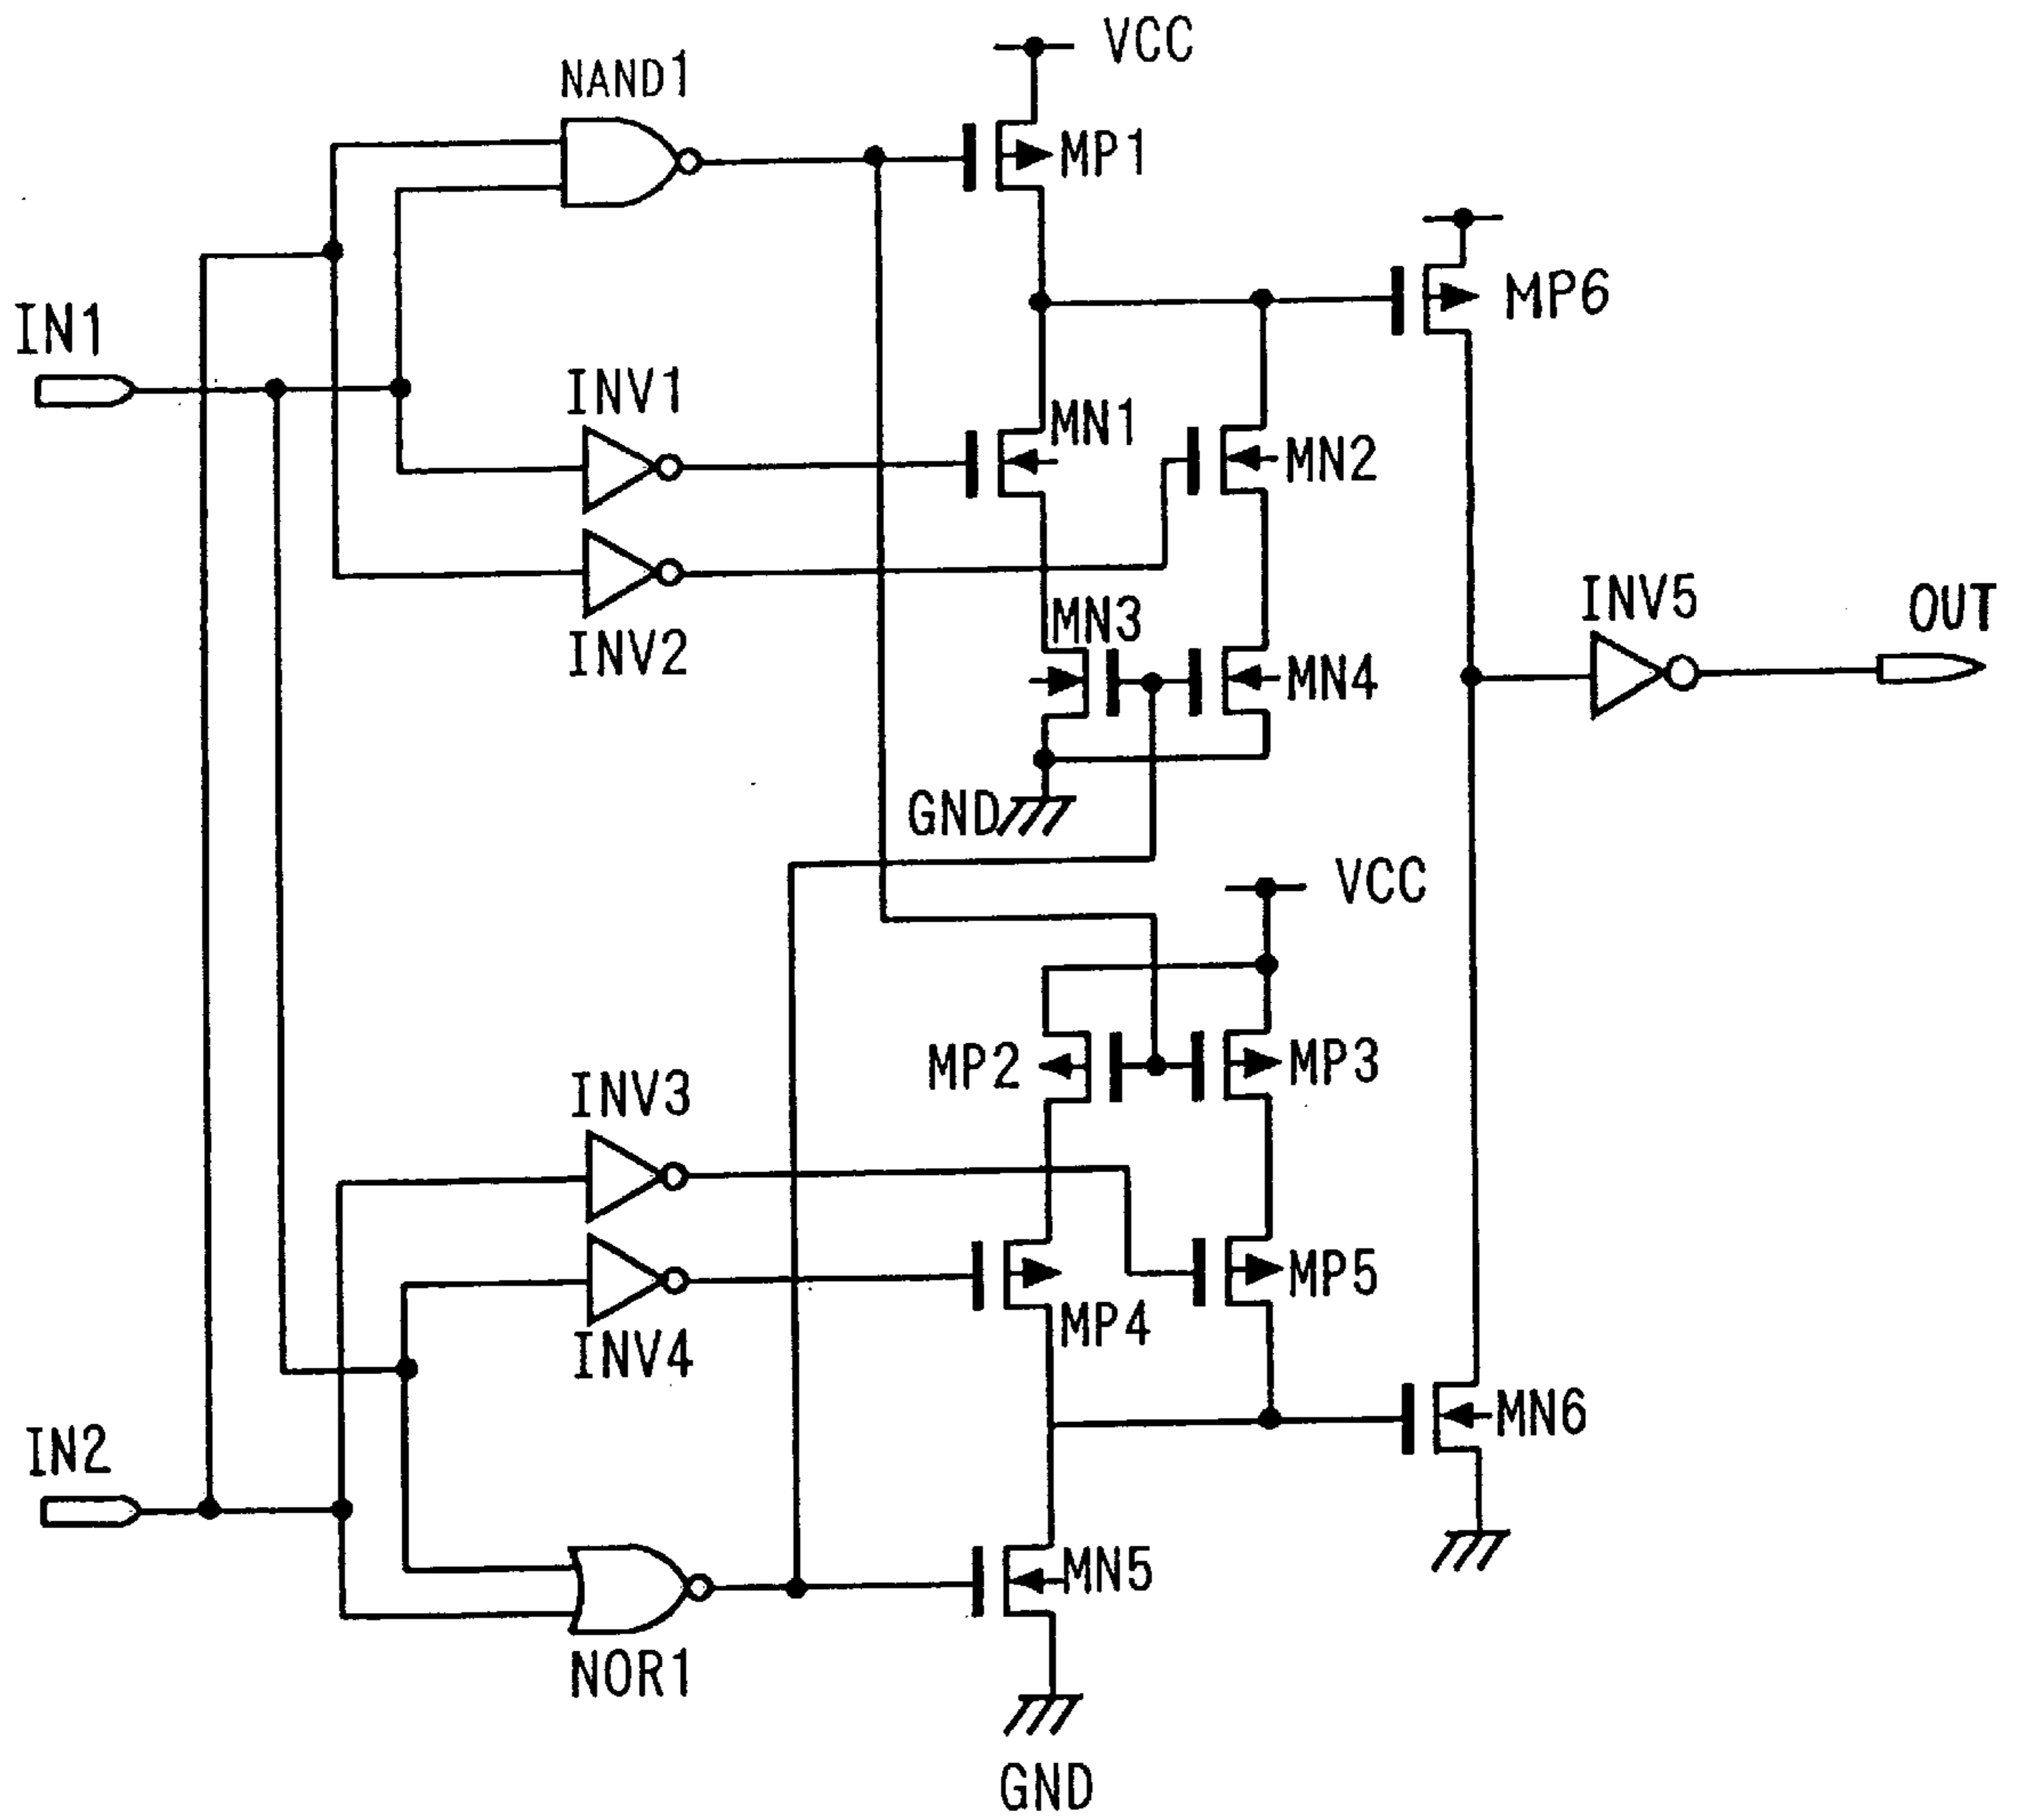 VCC
NAND1
MP1
MP6
IN1
INV1
MN1
MN2
INV5
OUT
MN3
INV2
MN4
GND
VCC
MP2
MP3
INV3
MP5
MP4
INV4
MN6
IN2
MN5
NOR1
GND